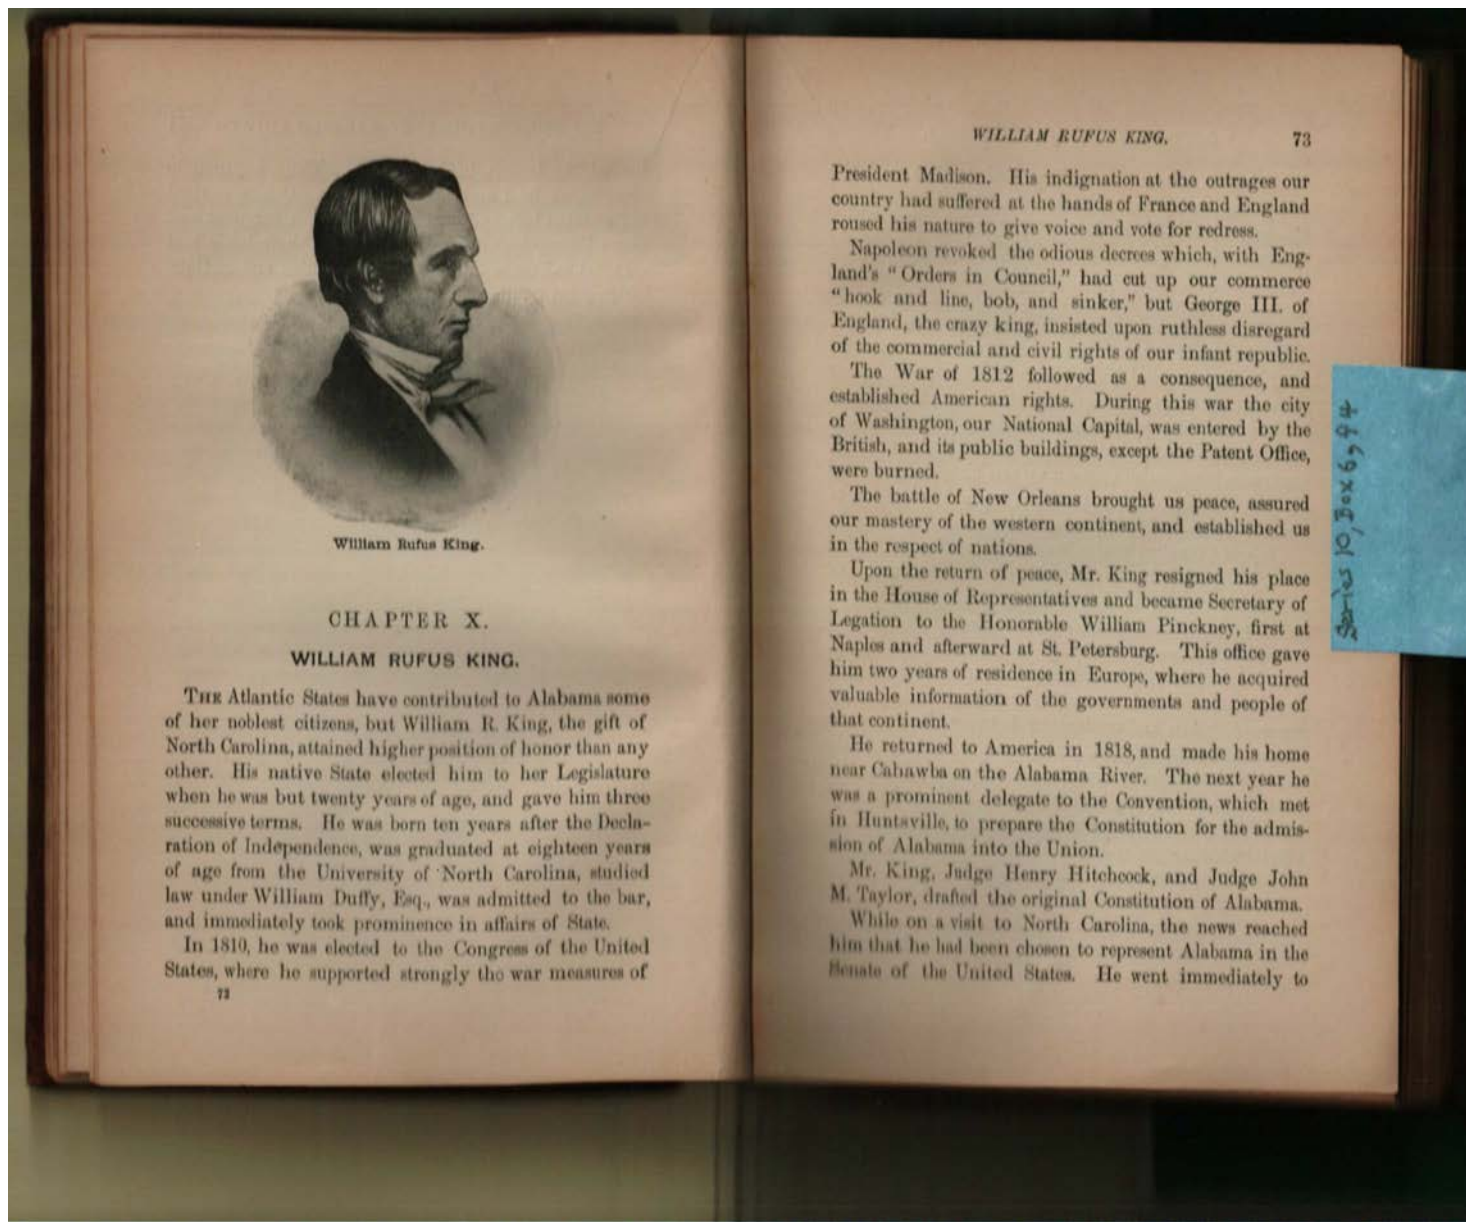 William Rufus King.
CHAPTER X.
WILLIAM RUFUS KING.
THE Atlantic States have contributed to Alabama some
of her noblest citizens, but William R. King, the gift of
North Carolina, attained higher position of honor than any
other. His native State elected him to her Legislature
when he was but twenty years of age, and gave him three
successive terms. He was born ten years after the Decla-
ration of Independence, was graduated at eighteen years
of age from the University of North Carolina, studied
law under William Duffy, Esq., was admitted to the bar,
and immediately took prominence in affairs of State.
In 1810, he was elected to the Congress of the United
States, where he supported strongly the war measures of
72
WILLIAM RUFUS KING. 73
President Madison. His indignation at the outrages our
country had suffered at the hands of France and England
roused his nature to give voice and vote for redress.
Napoleon revoked the odious decrees which, with Eng-
land's "Orders in Council," had cut up our commerce
"hook and line, bob, and sinker," but George III. of
England, the crazy king, insisted upon ruthless disregard
of the commercial and civil rights of our infant republic.
The War of 1812 followed as a consequence, and
established American rights. During this war the city
of Washington, our National Capital, was entered by the
British, and its public buildings, except the Patent Office,
were burned.
The battle of New Orleans brought us peace, assured
our mastery of the western continent, and established us
in the respect of nations.
Upon the return of peace, Mr. King resigned his place
in the House of Representatives and became Secretary of
Legation to the Honorable William Pinckney, first at
Naples and afterward at St. Petersburg. This office gave
him two years of residence in Europe, where he acquired
valuable information of the governments and people of
that continent.
He returned to America in 1818, and made his home
near Cahawba on the Alabama River. The next year he
was a prominent delegate to the Convention, which met
in Huntsville, to prepare the Constitution for the admis-
sion of Alabama into the Union.
Mr. King, Judge Henry Hitchcock, and Judge John
M. Taylor, drafted the original Constitution of Alabama.
While on a visit to North Carolina, the news reached
him that he had been chosen to represent Alabama in the
Senate of the United States. He went immediately to
Series 10, Box 6, 94